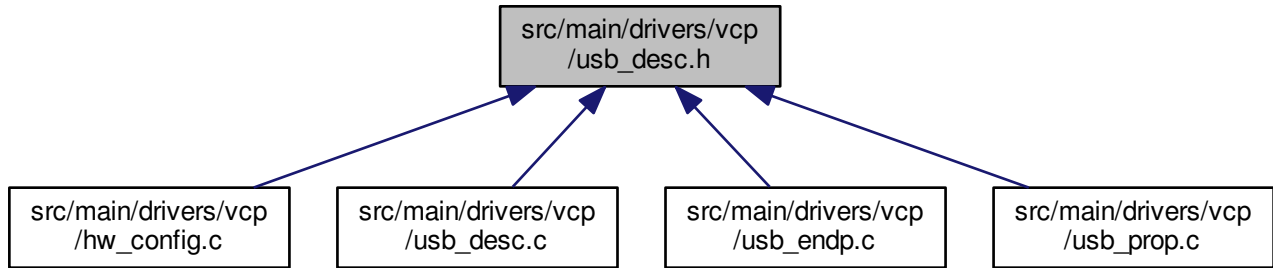 src/main/drivers/vcp
/usb_desc.h
src/main/drivers/vcp
/hw_config.c
src/main/drivers/vcp
/usb_desc.c
src/main/drivers/vcp
/usb_endp.c
src/main/drivers/vcp
/usb_prop.c